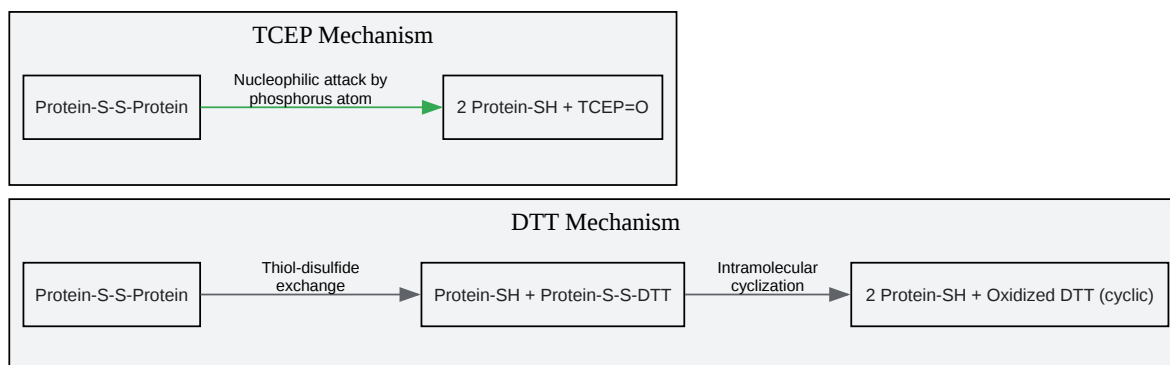 TCEP Mechanism
Nucleophilic attack by
phosphorus atom
Protein-S-S-Protein
2 Protein-SH + TCEP=O
DTT Mechanism
Thiol-disulfide
exchange
Intramolecular
cyclization
Protein-S-S-Protein
Protein-SH + Protein-S-S-DTT
2 Protein-SH + Oxidized DTT (cyclic)